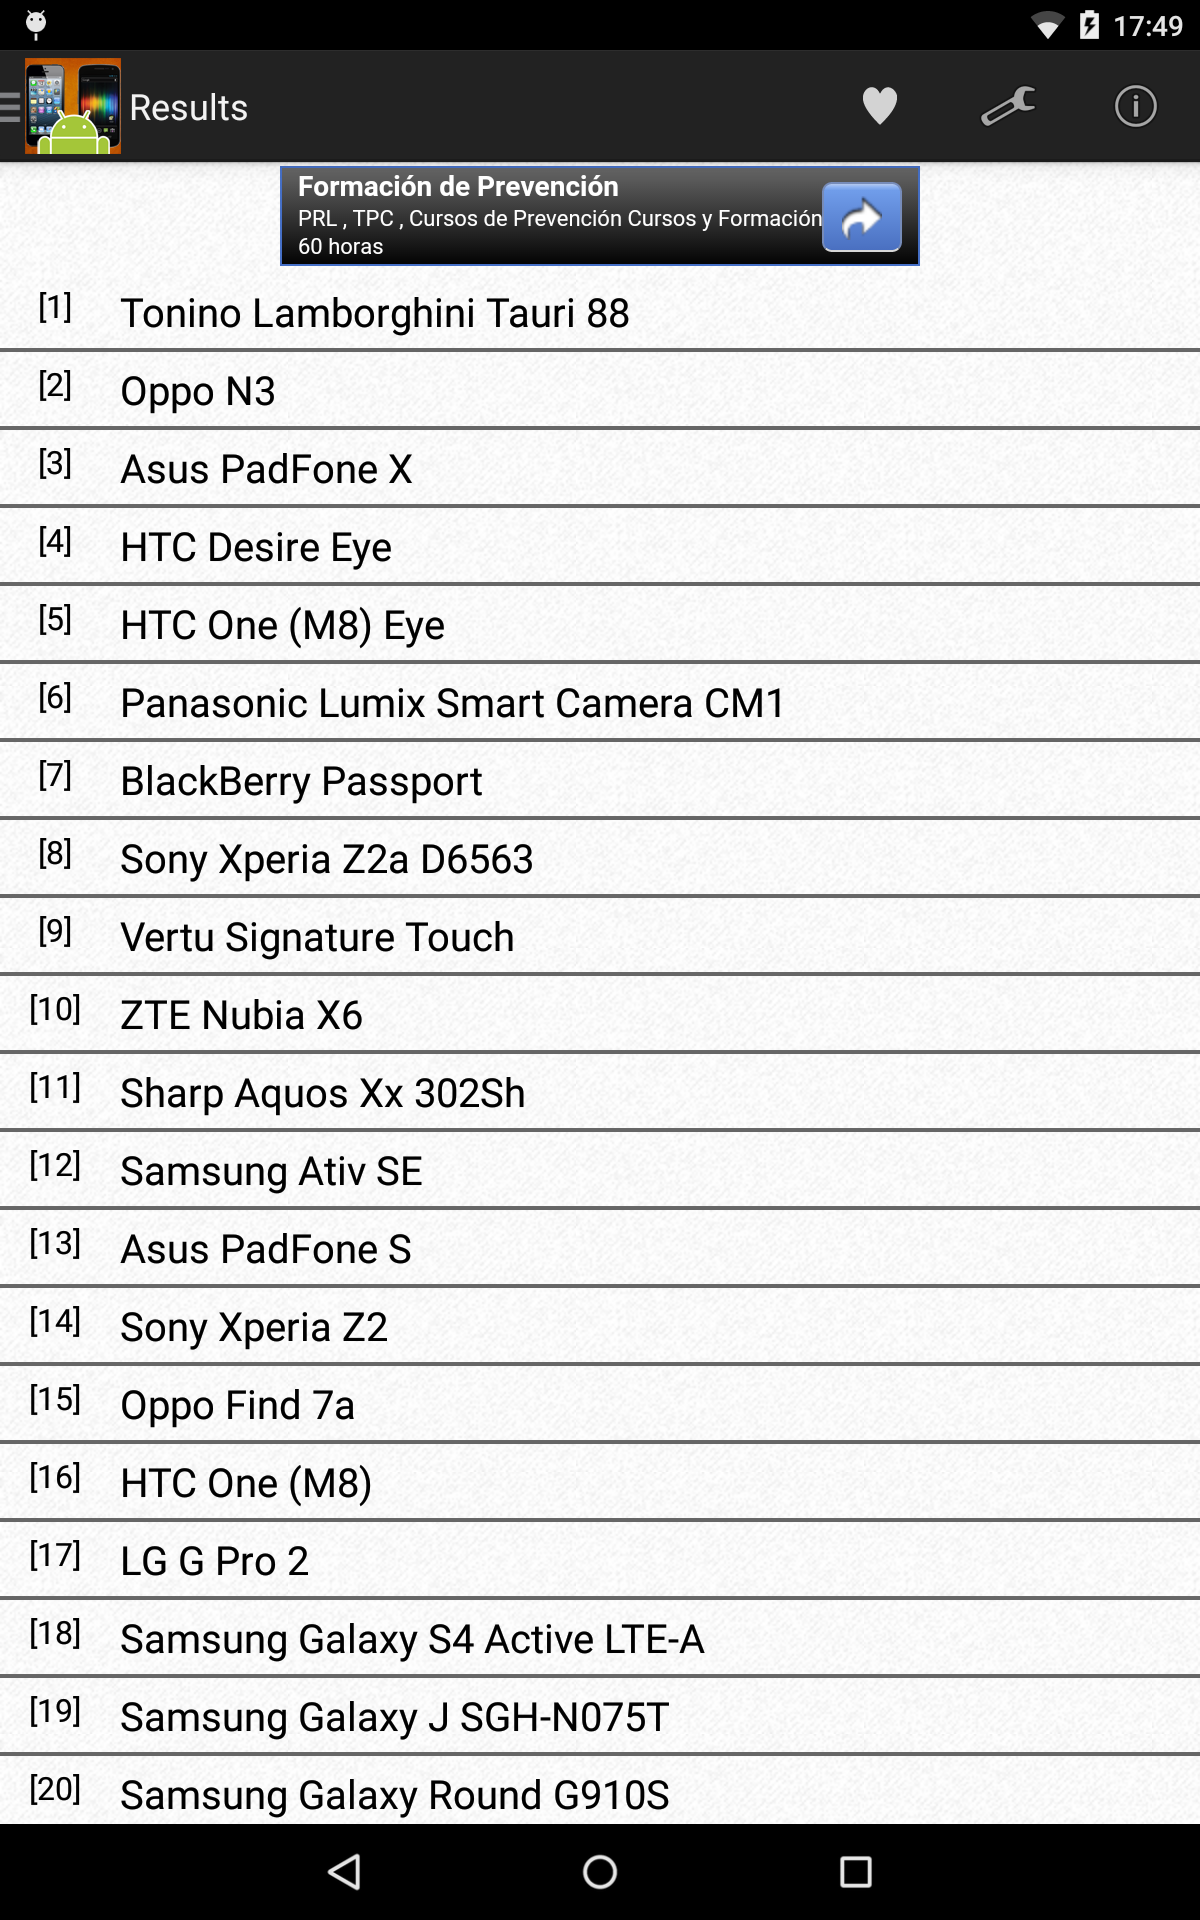 17:49
Results
Formación de Prevención
PRL , TPC , Cursos de Prevención Cursos y Formación
60 horas
[1] Tonino Lamborghini Tauri 88
[2] Oppo N3
[3] Asus PadFone X
[4] HTC Desire Eye
[5] HTC One (M8) Eye
[6] Panasonic Lumix Smart Camera CM1
[7] BlackBerry Passport
[8] Sony Xperia Z2a D6563
[9] Vertu Signature Touch
[10] ZTE Nubia X6
[11] Sharp Aquos Xx 302Sh
[12] Samsung Ativ SE
[13] Asus PadFone S
[14] Sony Xperia Z2
[15] Oppo Find 7a
[16] HTC One (M8)
[17] LG G Pro 2
[18] Samsung Galaxy S4 Active LTE-A
[19] Samsung Galaxy J SGH-N075T
[20] Samsung Galaxy Round G910S